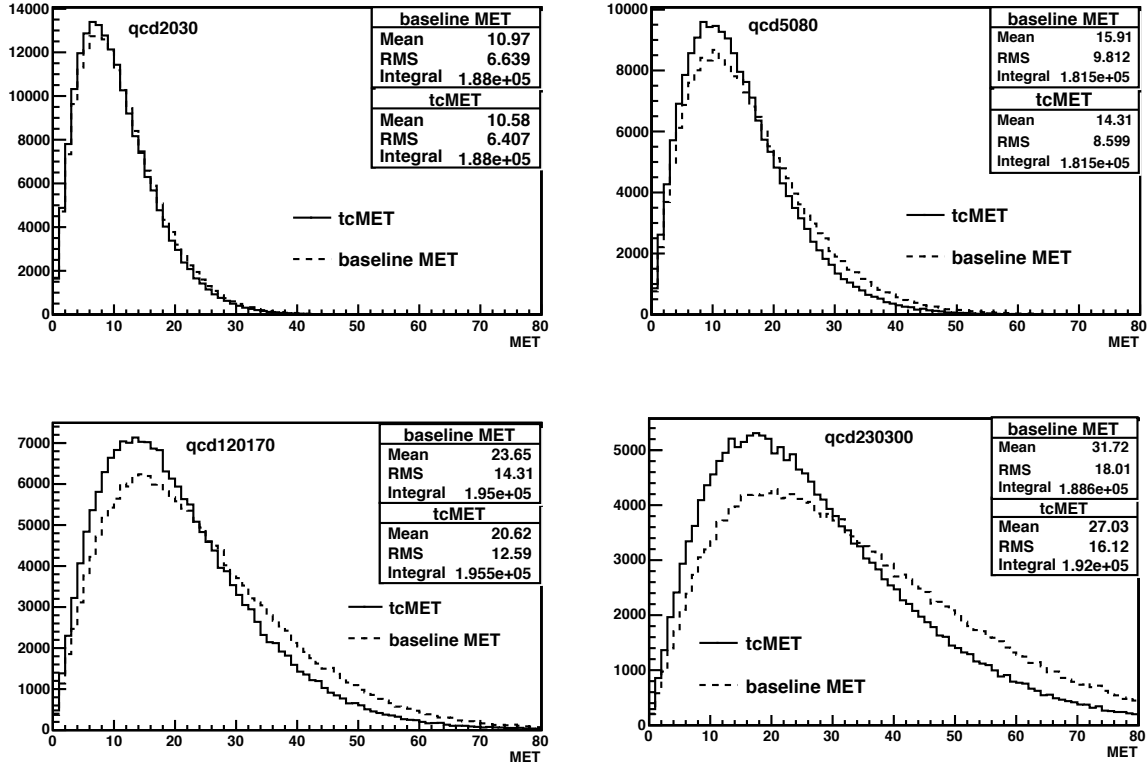 qcd2030
baseline MET
Mean 10.97
RMS 6.639
Integral 1.88e+05
tcMET
Mean 10.58
RMS 6.407
Integral 1.88e+05
tcMET
baseline MET
14000
12000
10000
8000
6000
4000
2000
0
0 10 20 30 40 50 60 70 80
MET
qcd5080
baseline MET
Mean 15.91
RMS 9.812
Integral 1.815e+05
tcMET
Mean 14.31
RMS 8.599
Integral 1.815e+05
tcMET
baseline MET
10000
8000
6000
4000
2000
0
0 10 20 30 40 50 60 70 80
MET
qcd120170
baseline MET
Mean 23.65
RMS 14.31
Integral 1.95e+05
tcMET
Mean 20.62
RMS 12.59
Integral 1.955e+05
tcMET
baseline MET
7000
6000
5000
4000
3000
2000
1000
0
0 10 20 30 40 50 60 70 80
MET
qcd230300
baseline MET
Mean 31.72
RMS 18.01
Integral 1.886e+05
tcMET
Mean 27.03
RMS 16.12
Integral 1.92e+05
tcMET
baseline MET
5000
4000
3000
2000
1000
0
0 10 20 30 40 50 60 70 80
MET